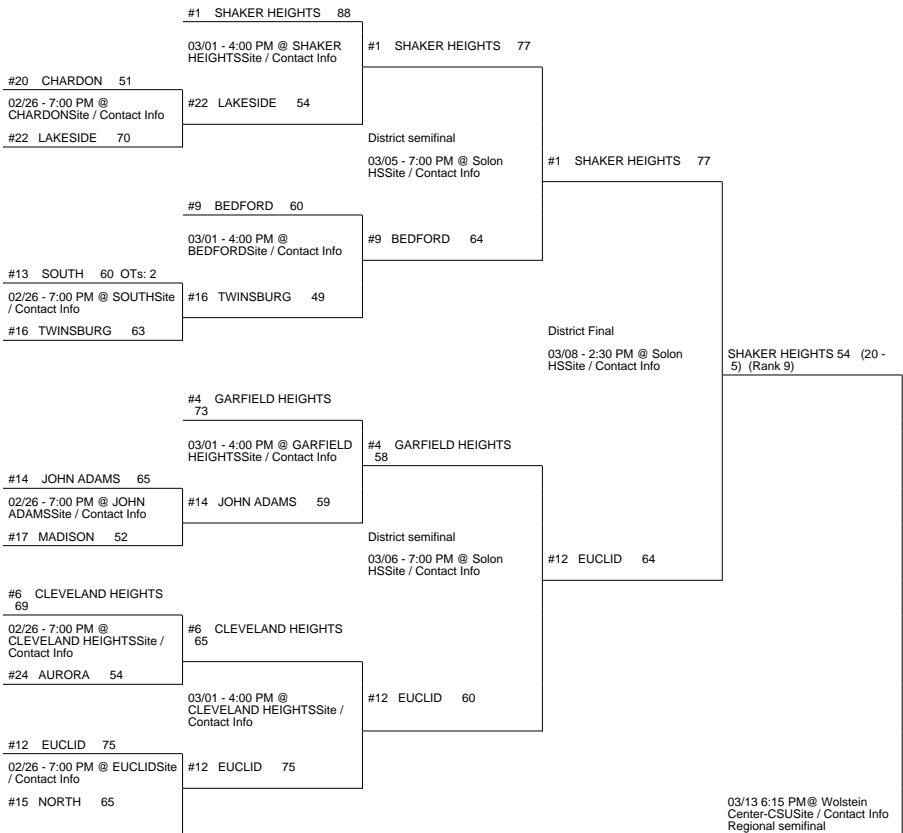 #1 SHAKER HEIGHTS 88
03/01 - 4:00 PM @ SHAKER
HEIGHTSSite / Contact Info
#1 SHAKER HEIGHTS 77
#20 CHARDON 51
02/26 - 7:00 PM @
CHARDONSite / Contact Info
#22 LAKESIDE 54
#22 LAKESIDE 70
District semifinal
03/05 - 7:00 PM @ Solon
HSSite / Contact Info
#1 SHAKER HEIGHTS 77
#9 BEDFORD 60
03/01 - 4:00 PM @
BEDFORDSite / Contact Info
#9 BEDFORD 64
#13 SOUTH 60 OTs: 2
02/26 - 7:00 PM @ SOUTHSite
/ Contact Info
#16 TWINSBURG 49
#16 TWINSBURG 63
District Final
03/08 - 2:30 PM @ Solon
HSSite / Contact Info
SHAKER HEIGHTS 54 (20 -
5) (Rank 9)
#4 GARFIELD HEIGHTS
73
03/01 - 4:00 PM @ GARFIELD
HEIGHTSSite / Contact Info
#4 GARFIELD HEIGHTS
58
#14 JOHN ADAMS 65
02/26 - 7:00 PM @ JOHN
ADAMSSite / Contact Info
#14 JOHN ADAMS 59
#17 MADISON 52
District semifinal
03/06 - 7:00 PM @ Solon
HSSite / Contact Info
#12 EUCLID 64
#6 CLEVELAND HEIGHTS
69
02/26 - 7:00 PM @
CLEVELAND HEIGHTSSite /
Contact Info
#6 CLEVELAND HEIGHTS
65
#24 AURORA 54
03/01 - 4:00 PM @
CLEVELAND HEIGHTSSite /
Contact Info
#12 EUCLID 60
#12 EUCLID 75
02/26 - 7:00 PM @ EUCLIDSite
/ Contact Info
#12 EUCLID 75
#15 NORTH 65
03/13 6:15 PM@ Wolstein
Center-CSUSite / Contact Info
Regional semifinal